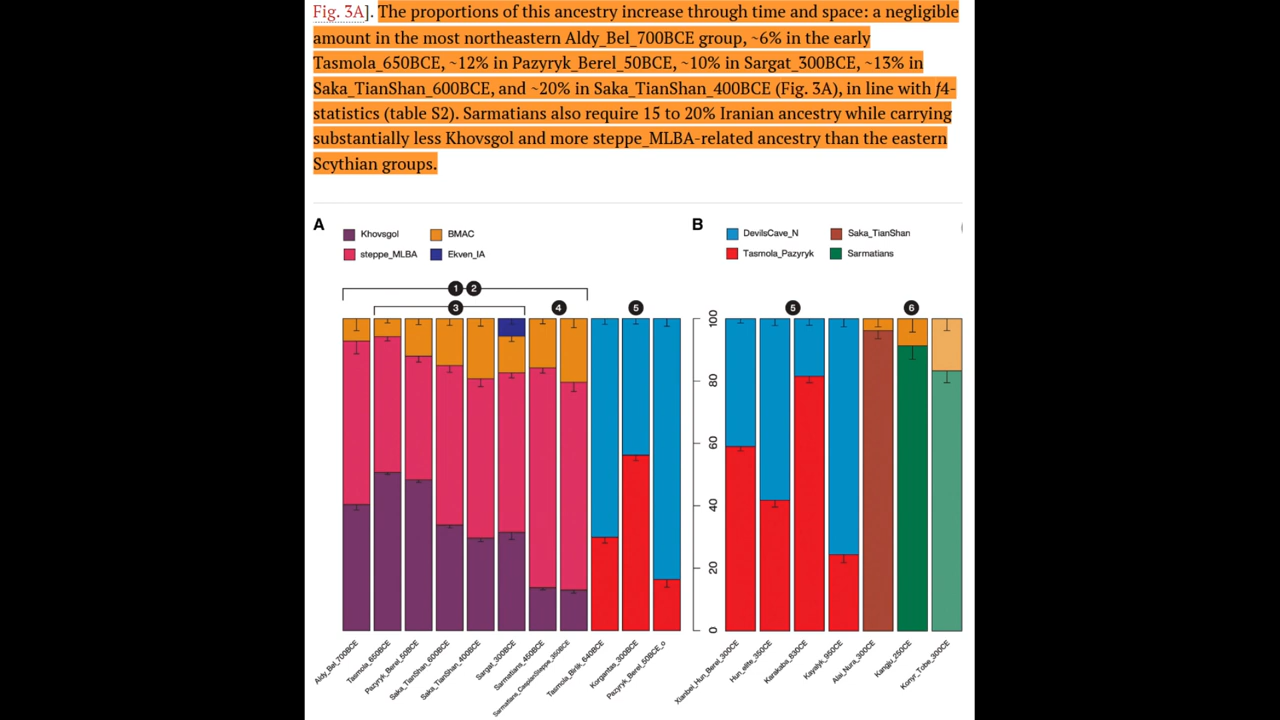 Fig. 3A]. The proportions of this ancestry increase through time and space: a negligible
amount in the most northeastern Aldy_Bel_700BCE group, ~6% in the early
Tasmola_650BCE, ~12% in Pazyryk_Berel_50BCE, ~10% in Sargat_300BCE, ~13% in
Saka_TianShan_600BCE, and ~20% in Saka_TianShan_400BCE (Fig. 3A), in line with f4-
statistics (table S2). Sarmatians also require 15 to 20% Iranian ancestry while carrying
substantially less Khovsgol and more steppe_MLBA-related ancestry than the eastern
Scythian groups.
A
Khovsgol
BMAC
steppe_MLBA
Ekven_IA
1
2
3
4
5
Aldy_Bel_700BCE
Tasmola_650BCE
Pazyryk_Berel_50BCE
Saka_TianShan_600BCE
Saka_TianShan_400BCE
Sargat_300BCE
Sarmatians_450BCE
Sarmatians_CaspianSteppe_350BCE
Tasmola_Birlik_640BCE
Korgantas_300BCE
Pazyryk_Berel_50BCE_o
B
DevilsCave_N
Saka_TianShan
Tasmola_Pazyryk
Sarmatians
5
6
100
80
60
40
20
0
Xianbei_Hun_Berel_300CE
Hun_elite_350CE
Karakaba_830CE
Kayalyk_950CE
Alai_Nura_300CE
Kangju_250CE
Konyr_Tobe_300CE